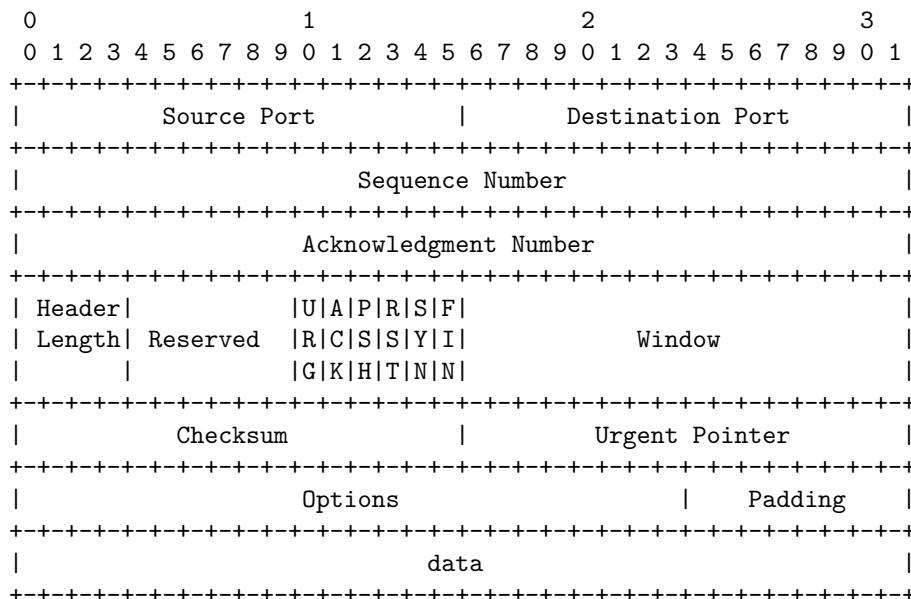 0                   1                   2                   3
0 1 2 3 4 5 6 7 8 9 0 1 2 3 4 5 6 7 8 9 0 1 2 3 4 5 6 7 8 9 0 1
+-+-+-+-+-+-+-+-+-+-+-+-+-+-+-+-+-+-+-+-+-+-+-+-+-+-+-+-+-+-+-+-+
|          Source Port          |       Destination Port        |
+-+-+-+-+-+-+-+-+-+-+-+-+-+-+-+-+-+-+-+-+-+-+-+-+-+-+-+-+-+-+-+-+
|                        Sequence Number                        |
+-+-+-+-+-+-+-+-+-+-+-+-+-+-+-+-+-+-+-+-+-+-+-+-+-+-+-+-+-+-+-+-+
|                    Acknowledgment Number                      |
+-+-+-+-+-+-+-+-+-+-+-+-+-+-+-+-+-+-+-+-+-+-+-+-+-+-+-+-+-+-+-+-+
| Header|           |U|A|P|R|S|F|                               |
| Length| Reserved  |R|C|S|S|Y|I|            Window             |
|       |           |G|K|H|T|N|N|                               |
+-+-+-+-+-+-+-+-+-+-+-+-+-+-+-+-+-+-+-+-+-+-+-+-+-+-+-+-+-+-+-+-+
|           Checksum            |         Urgent Pointer        |
+-+-+-+-+-+-+-+-+-+-+-+-+-+-+-+-+-+-+-+-+-+-+-+-+-+-+-+-+-+-+-+-+
|                    Options                    |    Padding    |
+-+-+-+-+-+-+-+-+-+-+-+-+-+-+-+-+-+-+-+-+-+-+-+-+-+-+-+-+-+-+-+-+
|                             data                              |
+-+-+-+-+-+-+-+-+-+-+-+-+-+-+-+-+-+-+-+-+-+-+-+-+-+-+-+-+-+-+-+-+